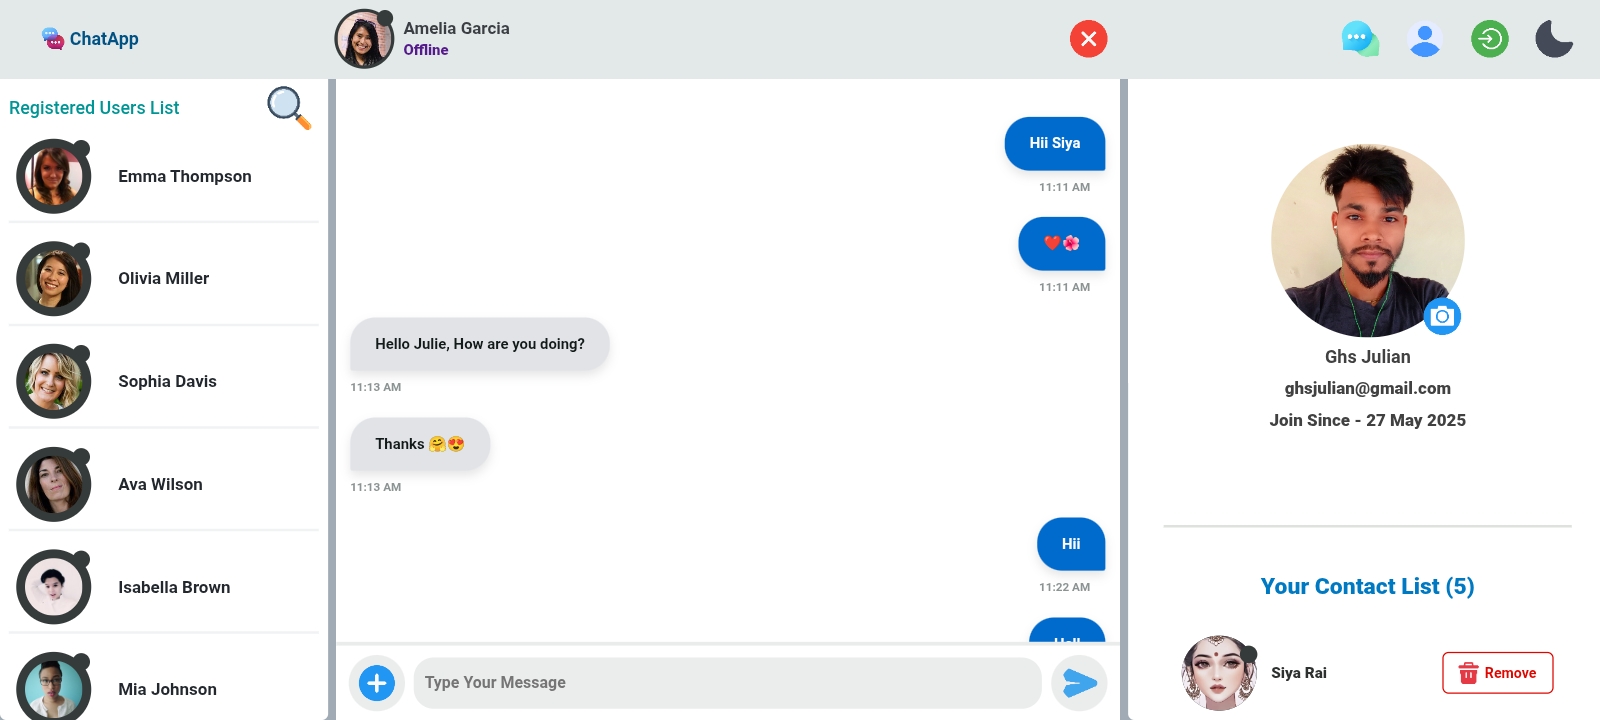 ChatApp
Amelia Garcia
Offline
Registered Users List
Emma Thompson
Olivia Miller
Sophia Davis
Ava Wilson
Isabella Brown
Mia Johnson
Hii Siya
11:11 AM
❤️🌺
11:11 AM
Hello Julie, How are you doing?
11:13 AM
Thanks 🤗😍
11:13 AM
Hii
11:22 AM
Type Your Message
Ghs Julian
ghsjulian@gmail.com
Join Since - 27 May 2025
Your Contact List (5)
Siya Rai
Remove